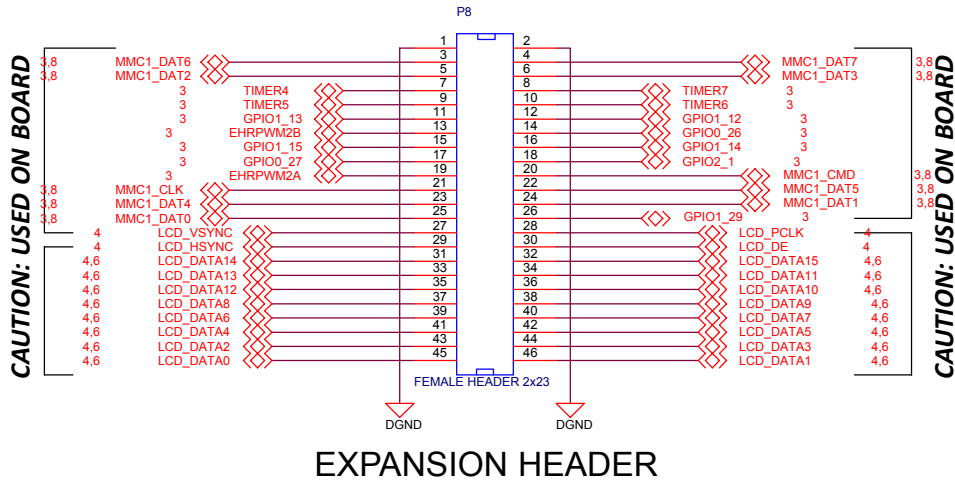 P8
CAUTION: USED ON BOARD
CAUTION: USED ON BOARD
1 2
3,8 MMC1_DAT6 3 4 MMC1_DAT7 3,8
3,8 MMC1_DAT2 5 6 MMC1_DAT3 3,8
3 TIMER4 7 8 TIMER7 3
3 TIMER5 9 10 TIMER6 3
3 GPIO1_13 11 12 GPIO1_12 3
3 EHRPWM2B 13 14 GPIO0_26 3
3 GPIO1_15 15 16 GPIO1_14 3
3 GPIO0_27 17 18 GPIO2_1 3
3 EHRPWM2A 19 20 MMC1_CMD 3,8
3,8 MMC1_CLK 21 22 MMC1_DAT5 3,8
3,8 MMC1_DAT4 23 24 MMC1_DAT1 3,8
3,8 MMC1_DAT0 25 26 GPIO1_29 3
4 LCD_VSYNC 27 28 LCD_PCLK 4
4 LCD_HSYNC 29 30 LCD_DE 4
4,6 LCD_DATA14 31 32 LCD_DATA15 4,6
4,6 LCD_DATA13 33 34 LCD_DATA11 4,6
4,6 LCD_DATA12 35 36 LCD_DATA10 4,6
4,6 LCD_DATA8 37 38 LCD_DATA9 4,6
4,6 LCD_DATA6 39 40 LCD_DATA7 4,6
4,6 LCD_DATA4 41 42 LCD_DATA5 4,6
4,6 LCD_DATA2 43 44 LCD_DATA3 4,6
4,6 LCD_DATA0 45 46 LCD_DATA1 4,6
FEMALE HEADER 2x23
DGND DGND
EXPANSION HEADER